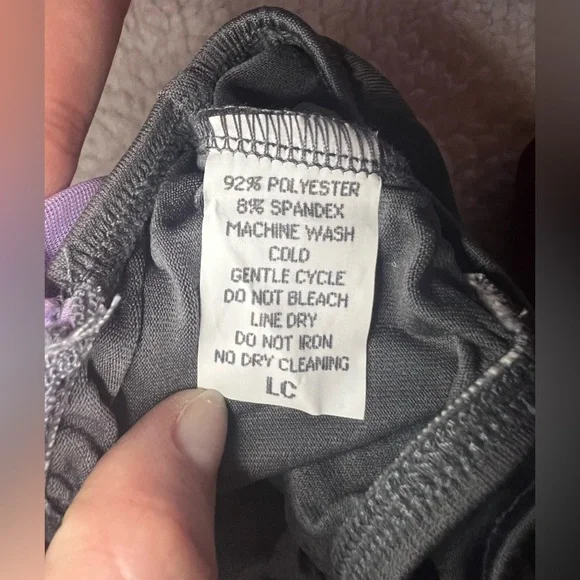 92% POLYESTER
8% SPANDEX
MACHINE WASH
COLD
GENTLE CYCLE
DO NOT BLEACH
LINE DRY
DO NOT IRON
NO DRY CLEANING
LC